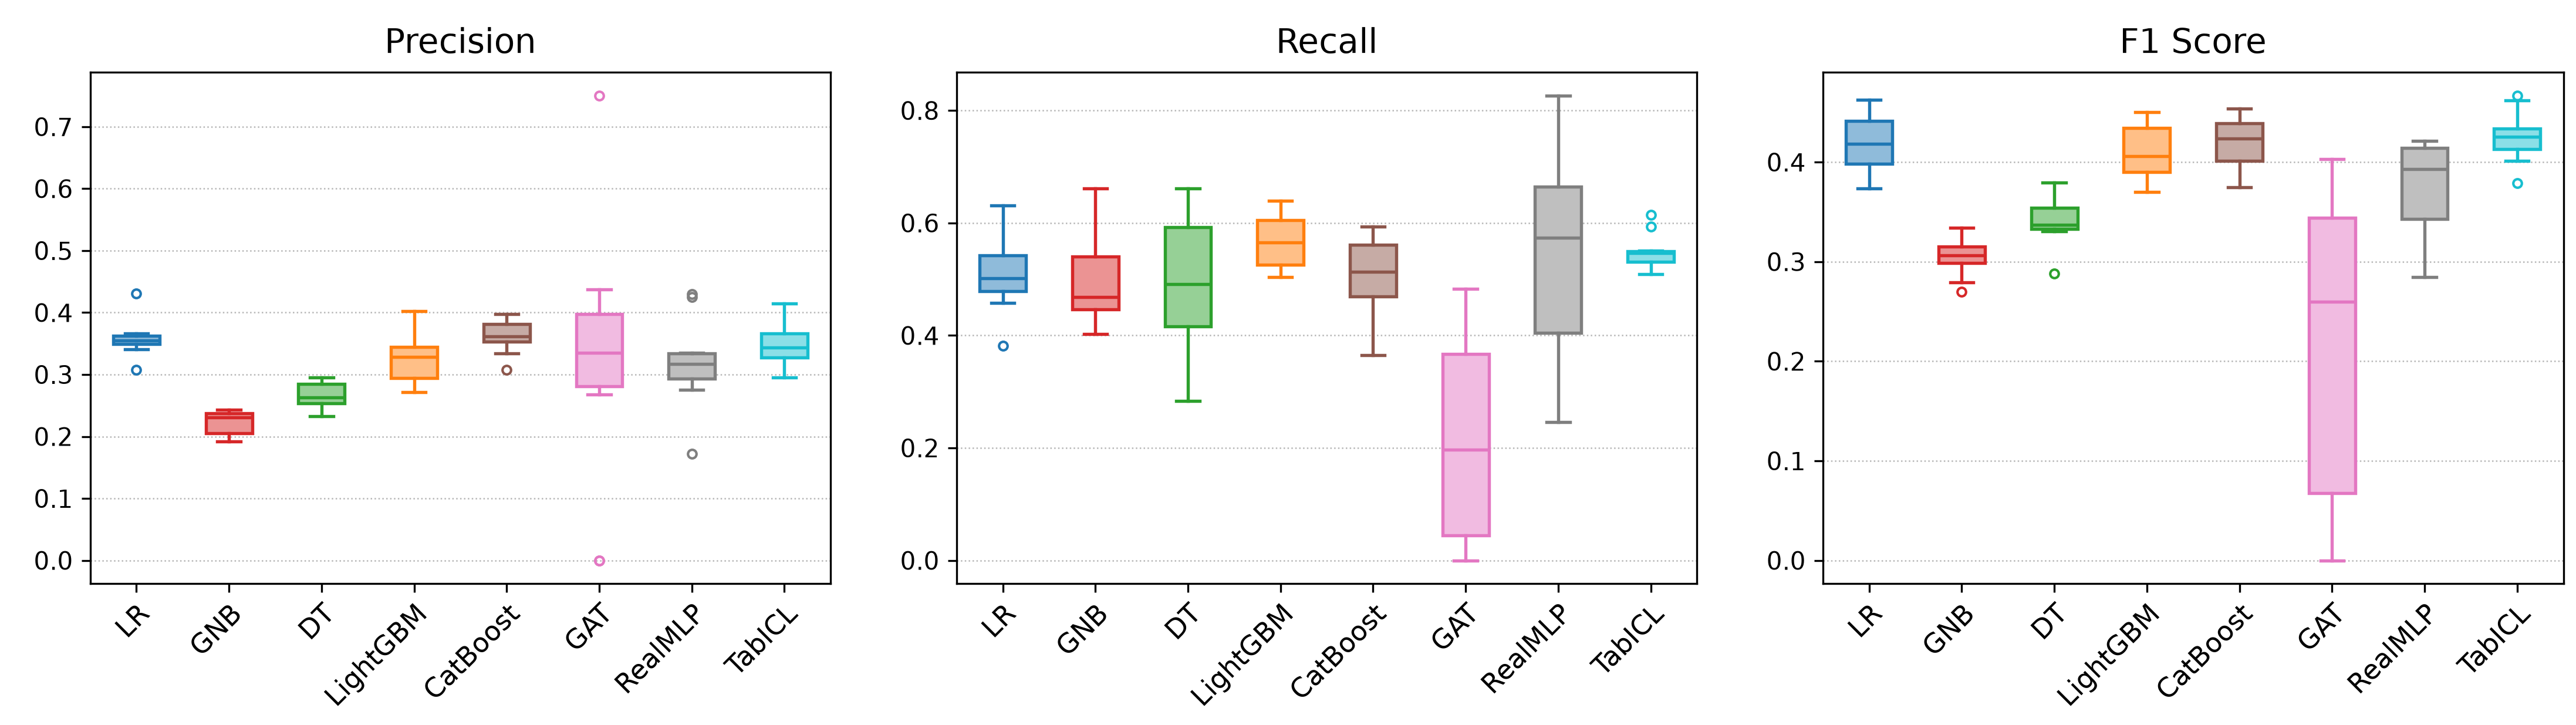 Precision
0.7
0.6
0.5
0.4
0.3
0.2
0.1
0.0
LR
GNB
DT
LightGBM
CatBoost
GAT
RealMLP
TabICL
Recall
0.8
0.6
0.4
0.2
0.0
LR
GNB
DT
LightGBM
CatBoost
GAT
RealMLP
TabICL
F1 Score
0.4
0.3
0.2
0.1
0.0
LR
GNB
DT
LightGBM
CatBoost
GAT
RealMLP
TabICL